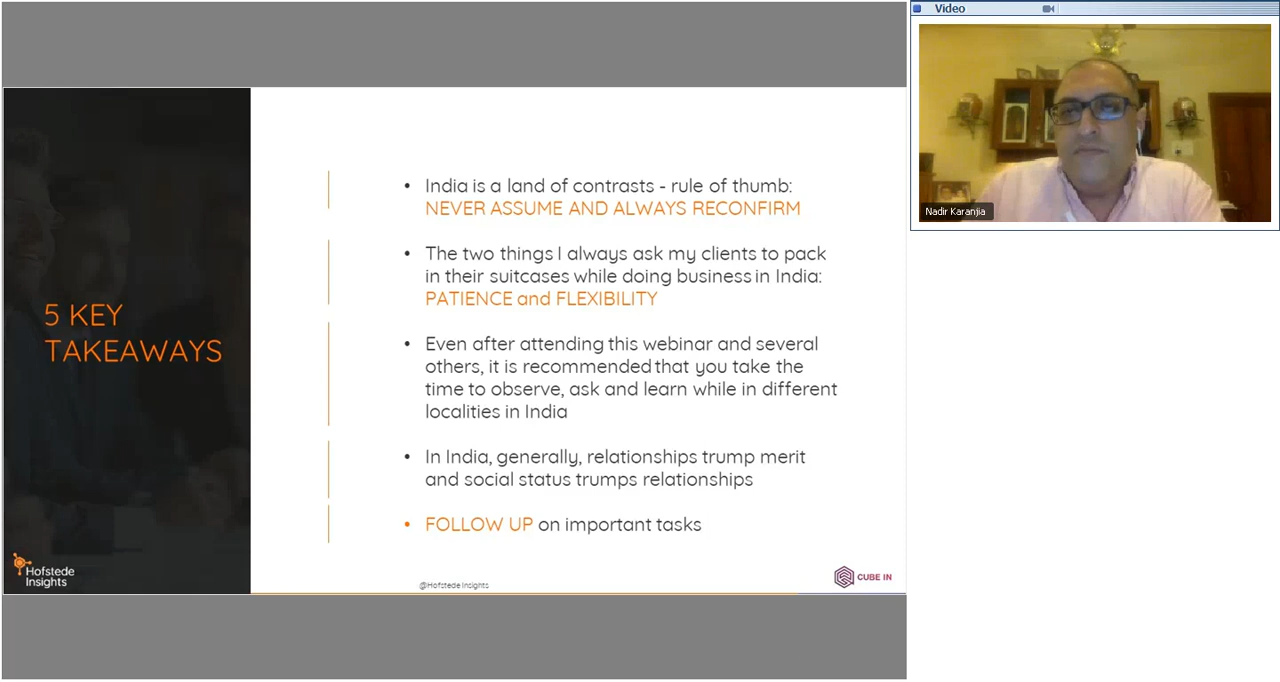 Video
Nadir Karanjia
5 KEY
TAKEAWAYS
• India is a land of contrasts - rule of thumb:
NEVER ASSUME AND ALWAYS RECONFIRM
• The two things I always ask my clients to pack
in their suitcases while doing business in India:
PATIENCE and FLEXIBILITY
• Even after attending this webinar and several
others, it is recommended that you take the
time to observe, ask and learn while in different
localities in India
• In India, generally, relationships trump merit
and social status trumps relationships
• FOLLOW UP on important tasks
Hofstede
Insights
@Hofstede Insights
CUBE IN